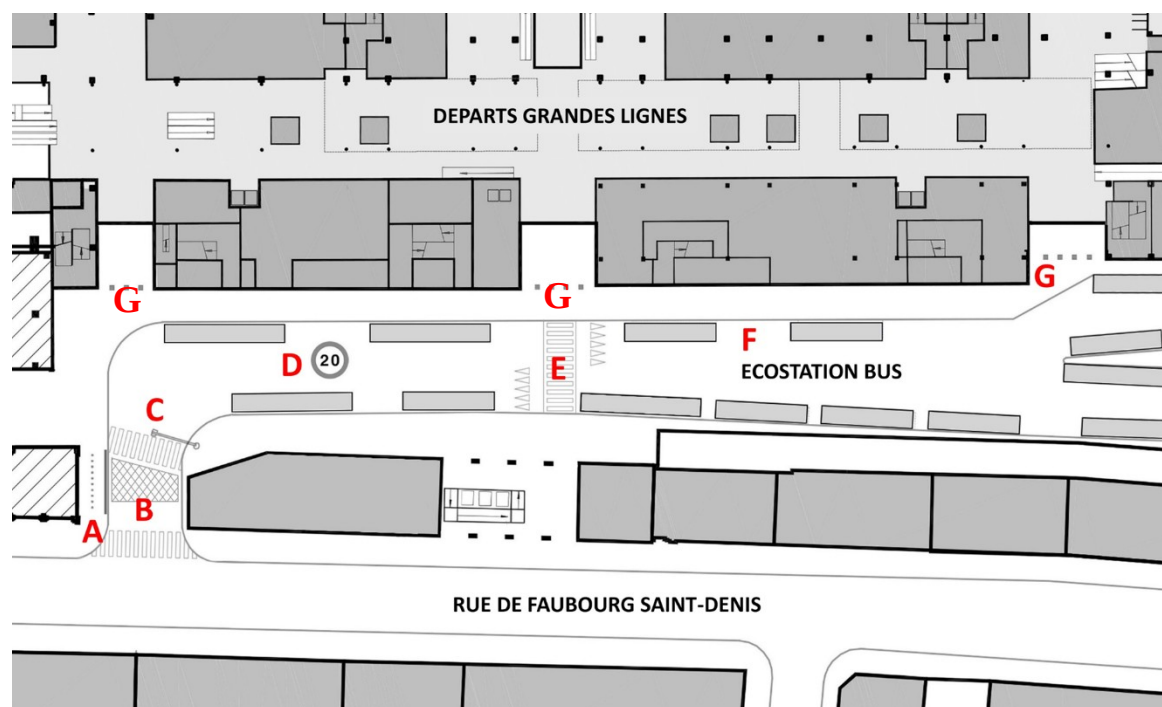 DEPARTS GRANDES LIGNES
G
G
G
D
20
E
F
ECOSTATION BUS
C
B
A
RUE DE FAUBOURG SAINT-DENIS